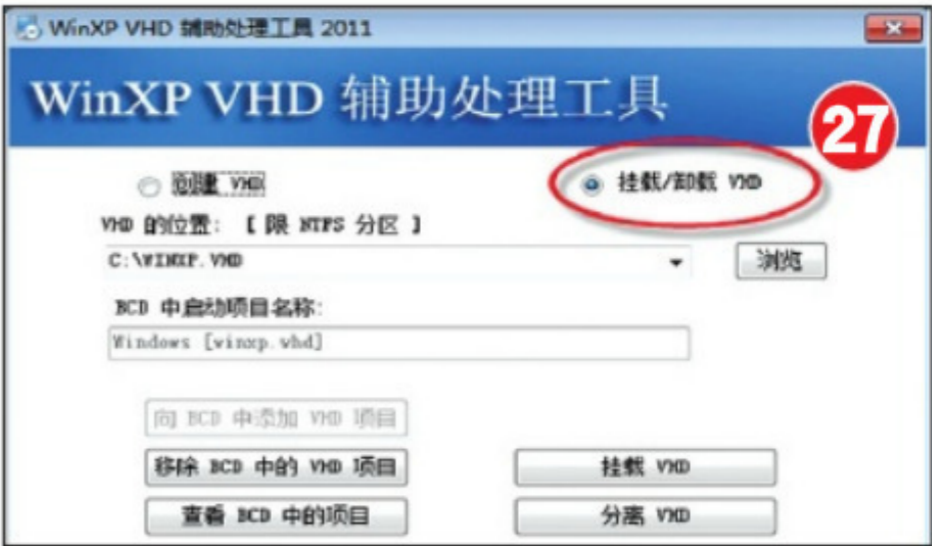 WinXP VHD 辅助处理工具 2011
WinXP VHD 辅助处理工具
27
创建 VHD
挂载/卸载 VHD
VHD 的位置: 【 限 NTFS 分区 】
C:\WINXP.VHD
浏览
BCD 中启动项目名称:
Windows [winxp.vhd]
向 BCD 中添加 VHD 项目
移除 BCD 中的 VHD 项目
挂载 VHD
查看 BCD 中的项目
分离 VHD